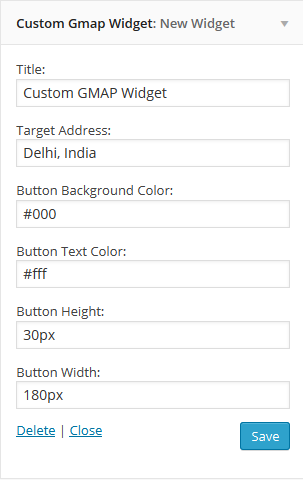 Custom Gmap Widget: New Widget
Title:
Custom GMAP Widget
Target Address:
Delhi, India
Button Background Color:
#000
Button Text Color:
#fff
Button Height:
30px
Button Width:
180px
Delete | Close
Save